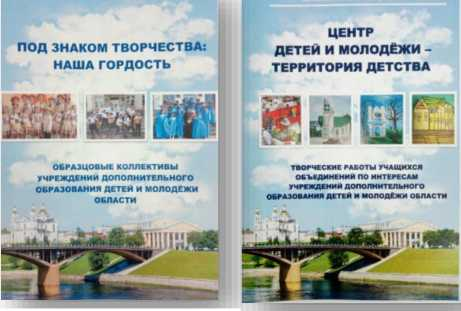 ПОД ЗНАКОМ ТВОРЧЕСТВА:
НАША ГОРДОСТЬ
ОБРАЗЦОВЫЕ КОЛЛЕКТИВЫ
УЧРЕЖДЕНИЙ ДОПОЛНИТЕЛЬНОГО
ОБРАЗОВАНИЯ ДЕТЕЙ И МОЛОДЕЖИ
ОБЛАСТИ
ЦЕНТР
ДЕТЕЙ И МОЛОДЁЖИ –
ТЕРРИТОРИЯ ДЕТСТВА
ТВОРЧЕСКИЕ РАБОТЫ УЧАЩИХСЯ
ОБЪЕДИНЕНИЙ ПО ИНТЕРЕСАМ
УЧРЕЖДЕНИЙ ДОПОЛНИТЕЛЬНОГО
ОБРАЗОВАНИЯ ДЕТЕЙ И МОЛОДЁЖИ ОБЛАСТИ